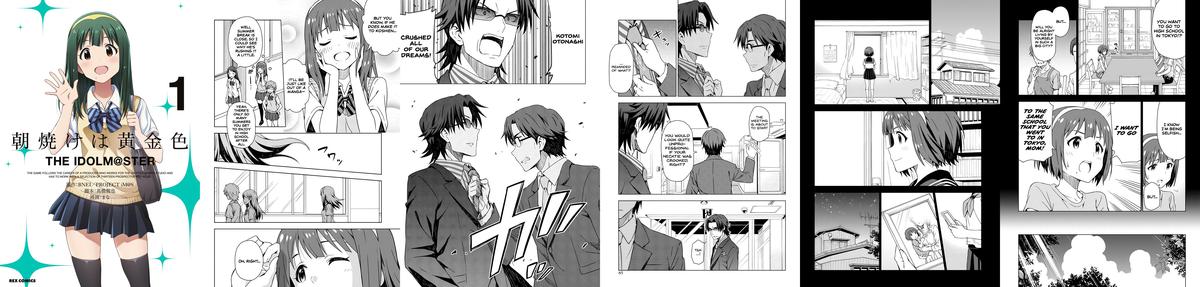 1
朝焼けは黄金色
THE IDOLM@STER
REX COMICS
WELL,
SUMMER
BREAK IS
CLOSE, SO I
COULD SEE
WHY HE'S
RUSHING IT
A LITTLE.
BUT YOU
KNOW, IF HE
DOES MAKE IT
TO KOSHIEN...
IT'LL BE
JUST LIKE
OUT OF A
MANGA~
YEAH,
THERE'S
ONLY SO
MANY
SUMMERS YOU
GET TO ENJOY
IN HIGH
SCHOOL
AFTER
OH, RIGHT...
CRUSHED
ALL
OF OUR
DREAMS!
KOTOMI
OTONASHI
REMINDED
OF WHAT?
THE
MEETING
IS ABOUT
TO START
YOU WOULD
LOOK QUITE
UNPRO-
FESSIONAL
IF YOUR
NECKTIE WAS
CROOKED,
RIGHT?
BUT...
WILL YOU
BE ALRIGHT
LIVING BY
YOURSELF
IN SUCH A
BIG CITY?
YOU WANT
TO GO TO
HIGH SCHOOL
IN TOKYO!?
TO THE
SAME
SCHOOL
THAT YOU
WENT TO
IN TOKYO,
MOM!
I WANT
TO GO
I KNOW
I'M BEING
SELFISH...
BUT...